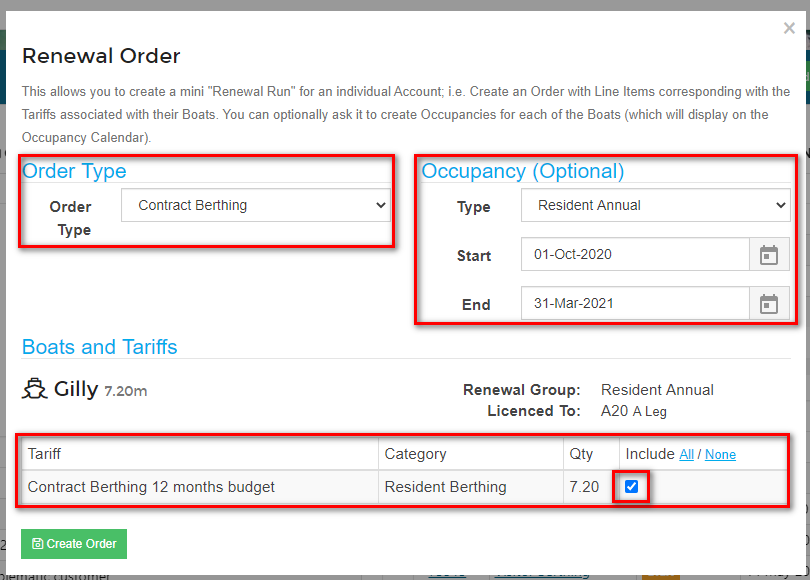 ×
Renewal Order
This allows you to create a mini "Renewal Run" for an individual Account; i.e. Create an Order with Line Items corresponding with the
Tariffs associated with their Boats. You can optionally ask it to create Occupancies for each of the Boats (which will display on the
Occupancy Calendar).
Order Type
Order Type
Contract Berthing
Occupancy (Optional)
Type
Resident Annual
Start
01-Oct-2020
End
31-Mar-2021
Boats and Tariffs
Gilly 7.20m
Renewal Group: Resident Annual
Licenced To: A20 A Leg
Tariff Category Qty Include All / None
Contract Berthing 12 months budget Resident Berthing 7.20
Create Order